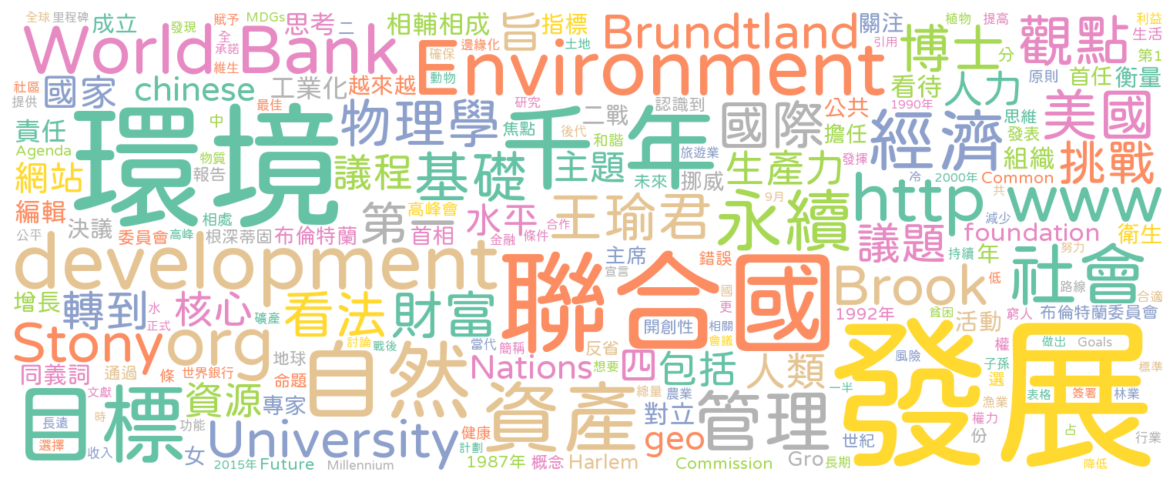 全球 里程碑 成立 發現 賦予 MDGs 思考 二 相輔相成 旨 指標 Brundtland 關注 植物 提高 利益
World Bank 全 承諾 維生 確保 邊緣化 土地 Environment 引用 博士 分 觀點 生活 第1
社區 提供 國家 chinese 工業化 越來越 動物 看待 人力 原則 首任 衡量
責任 中 最佳 環境 物理學 研究 焦點 千年 後代 二戰 和諧 認識到 國際 公共 擔任 1990年 經濟 思維 發表 美國
Agenda 網站 物質 報告 議程 基礎 主題 旅遊業 未來 挪威 生產力 發揮 冷 2000年 組織 Common 挑戰
編輯 相處 第一 高峰會 水平 王瑜君 合作 永續 9月 http 共 減少 www
公平 決議 委員會 高峰 根深蒂固 布倫特蘭 首相 金融 條件 主席 錯誤 議題 foundation 年 努力 衛生
development 聯合國 宣言 Brook 持續 低 路線 社會 合適
增長 轉到 水 正式 核心 礦產 看法 財富 開創性 國 更 相關 會議 1992年 貧困 窮人 布倫特蘭委員會
Stony org 討論 戰後 自然 當代 簡稱 Nations 反省 想要 四 包括 人類 活動 發展 風險 權 做出 Goals
同義詞 通過 條 世界銀行 地球 命題 一半 子孫 選 標準
目標 文獻 時 資源 專家 資產 總量 農業 對立 管理 漁業 表格 簽署 林業
長遠 選擇 功能 University 健康 計劃 geo 世紀 權力 份 占 行業
收入 女 2015年 Future Millennium 1987年 概念 Harlem Commission Gro 長期 降低